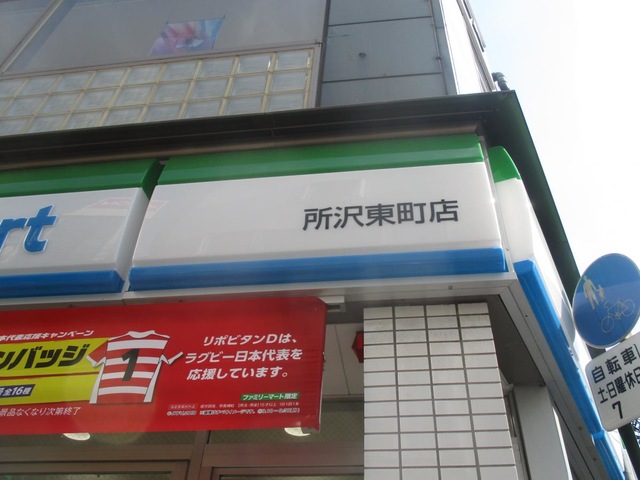 rt
所沢東町店
本代表応援キャンペーン
ンバッジ
全16種
景品なくなり次第終了
1
リポビタンDは、
ラグビー日本代表を
応援しています。
ファミリーマート限定
自転車
土・日曜・休日
7